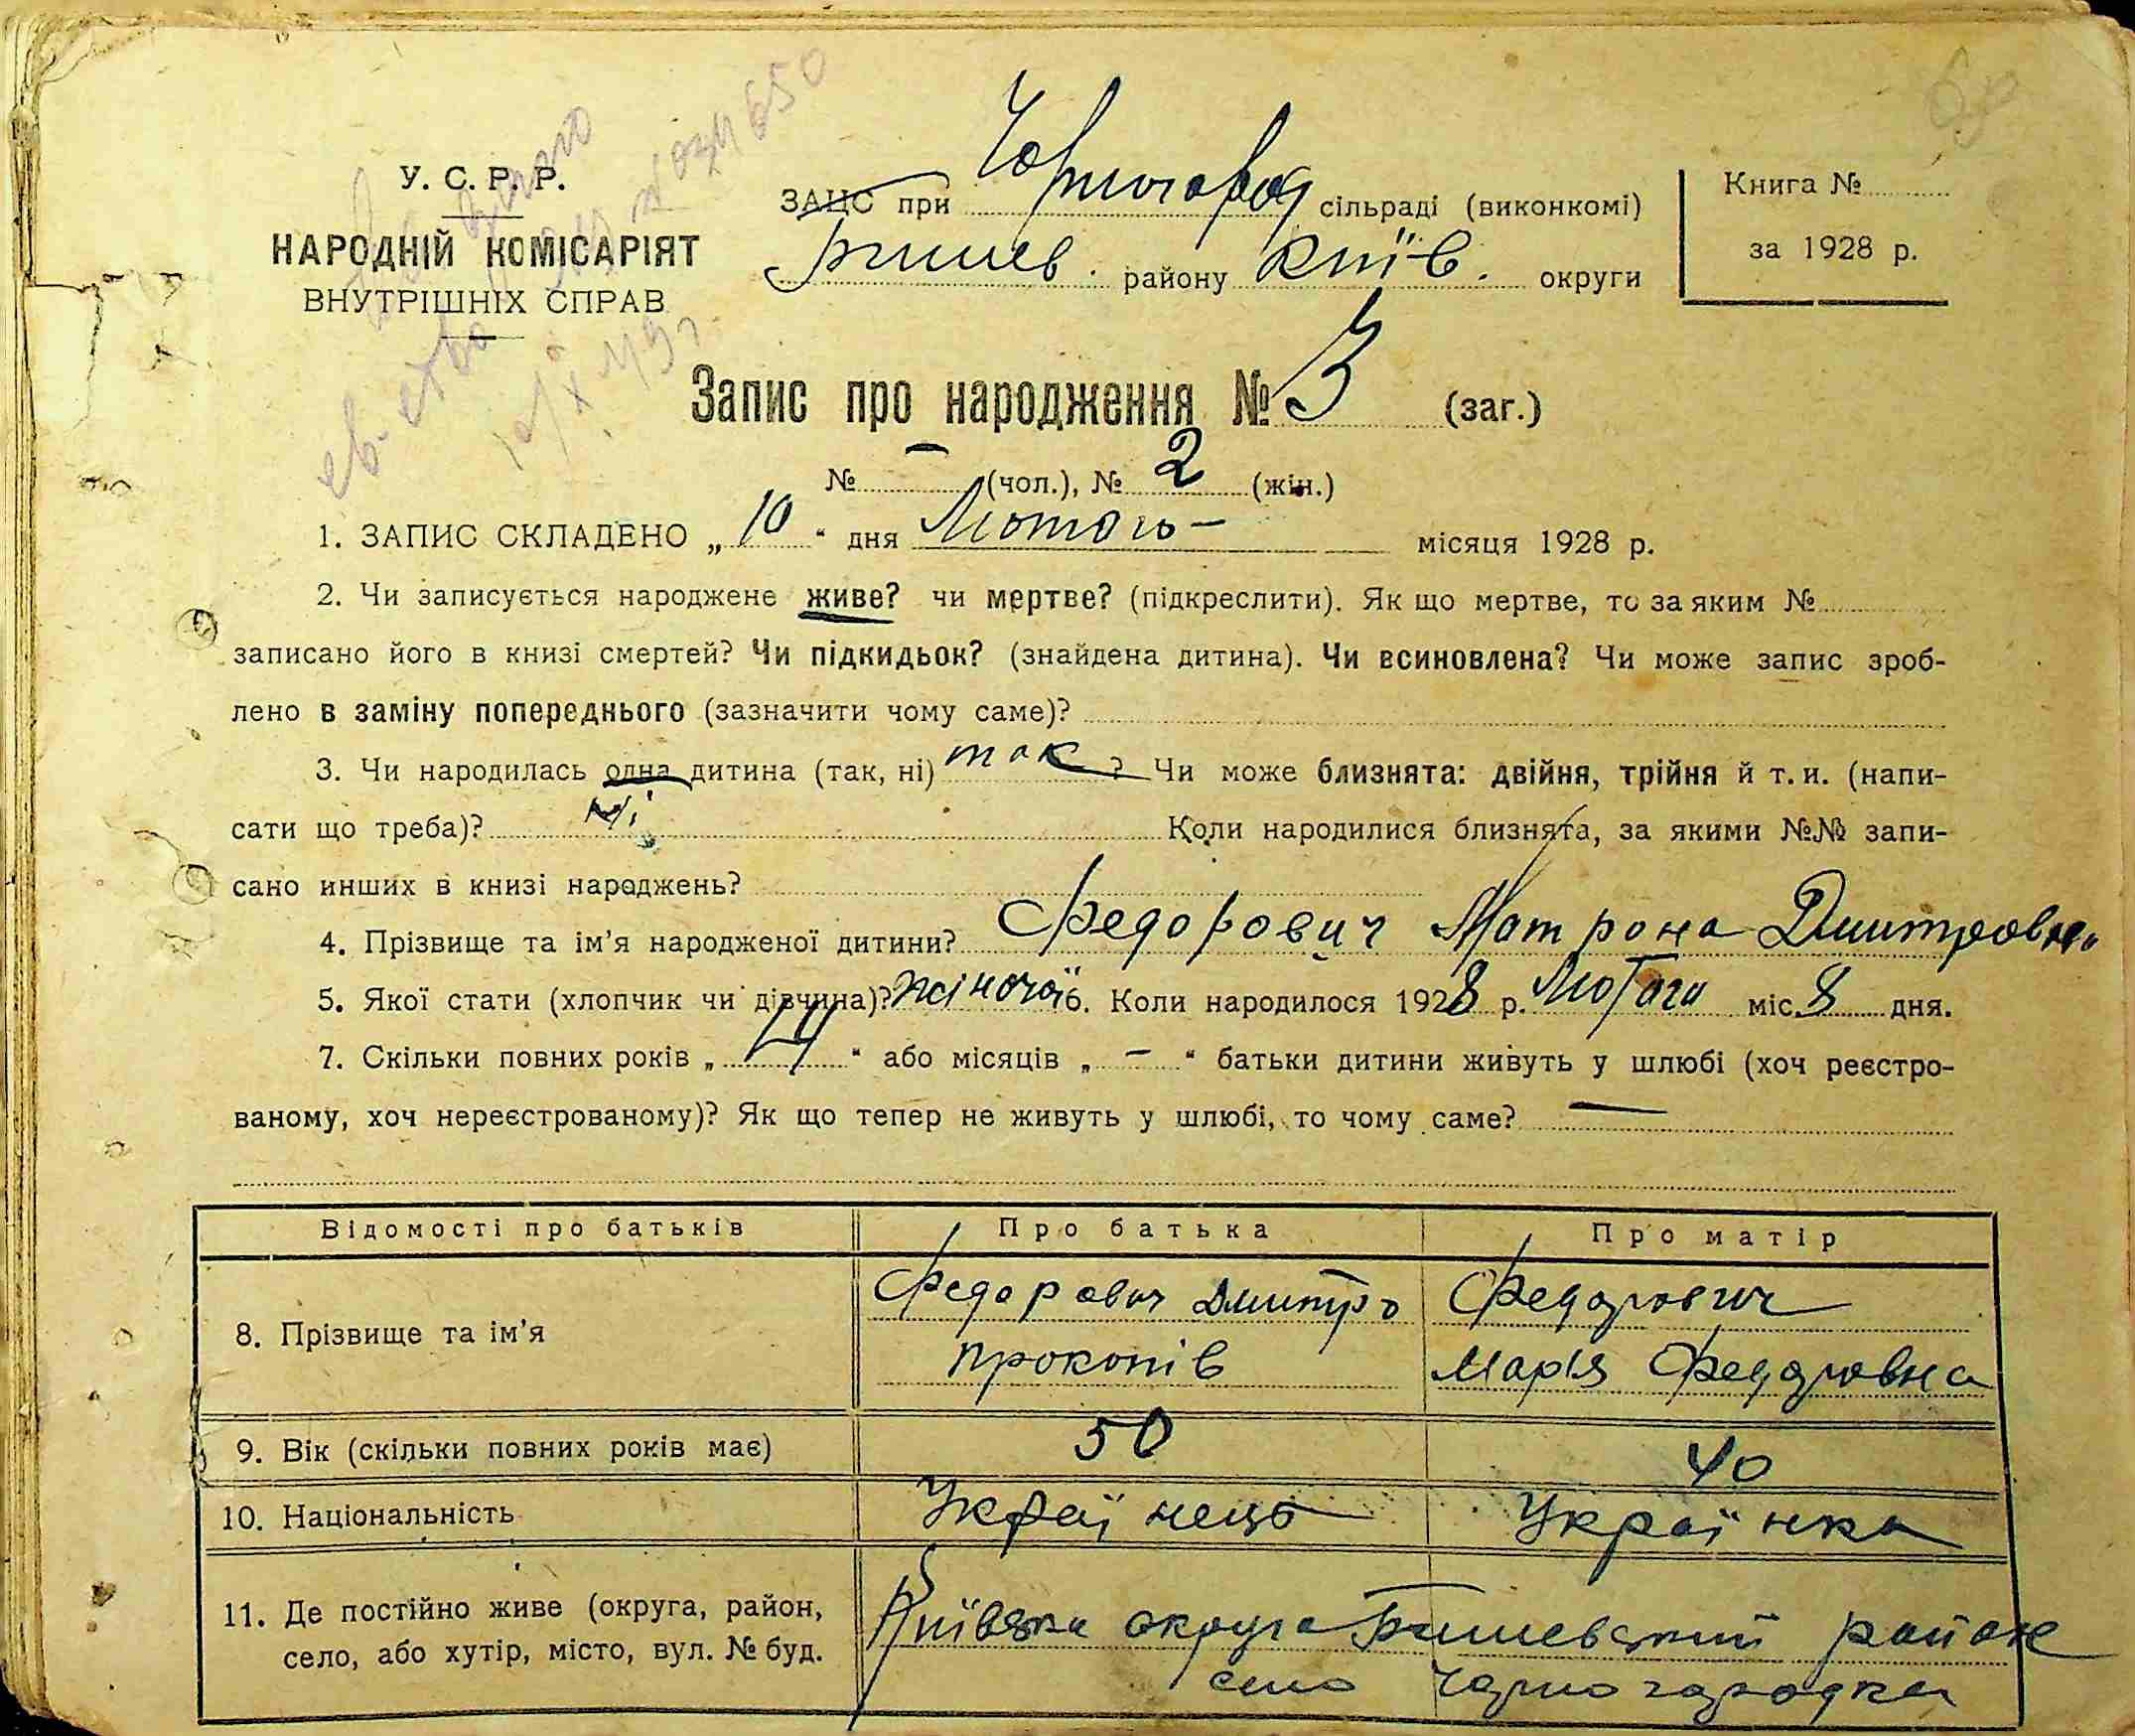 У. С. Р. Р.
НАРОДНІЙ КОМІСАРІЯТ
ВНУТРІШНІХ СПРАВ
ЗАЦС при Чорногород сільраді (виконкомі)
Бишев. району Київ. округи
Книга №
за 1928 р.
Запис про народження № 3 (заг.)
№ — (чол.), № 2 (жін.)
1. ЗАПИС СКЛАДЕНО „10“ дня Лютого — місяця 1928 р.
2. Чи записується народжене живе? чи мертве? (підкреслити). Як що мертве, то за яким №
записано його в книзі смертей? Чи підкидьок? (знайдена дитина). Чи всиновлена? Чи може запис зроб-
лено в заміну попереднього (зазначити чому саме)?
3. Чи народилась одна дитина (так, ні) так? Чи може близнята: двійня, трійня й т. и. (напи-
сати що треба)? ні Коли народилися близнята, за якими №№ запи-
сано инших в книзі народжень?
4. Прізвище та ім’я народженої дитини? Федорович Матрона Дмитровна
5. Якої стати (хлопчик чи дівчина)? жіночої 6. Коли народилося 1928 р. Лютого міс. 8 дня.
7. Скільки повних років „14“ або місяців „—“ батьки дитини живуть у шлюбі (хоч реєстро-
ваному, хоч нереєстрованому)? Як що тепер не живуть у шлюбі, то чому саме? —
Відомості про батьків Про батька Про матір
8. Прізвище та ім’я
Федорович Дмитро
Прокопів
Федорович
Марія Федоровна
9. Вік (скільки повних років має) 50 40
10. Національність Українець Українка
11. Де постійно живе (округа, район,
село, або хутір, місто, вул. № буд.
Київська округа Бишевський район
село Чорногородка